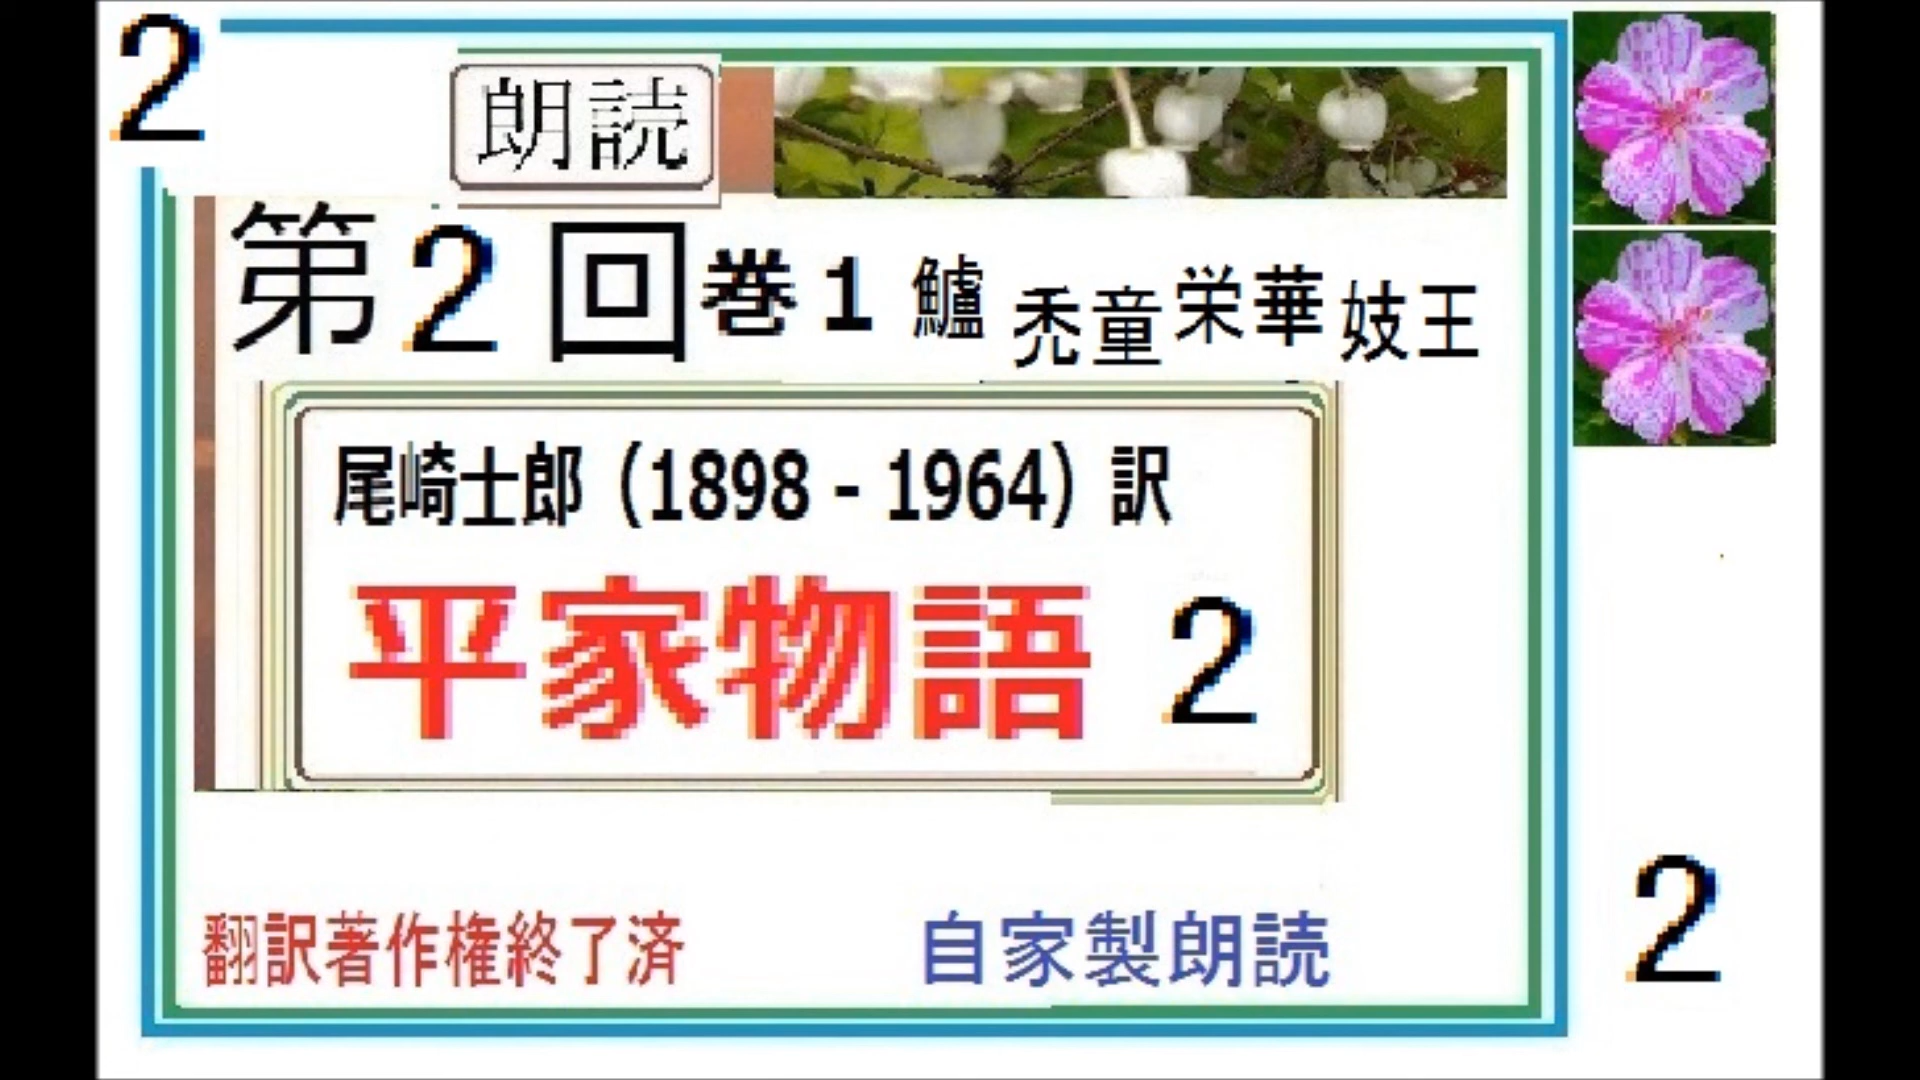 2
朗読
第2回巻1 鱸 禿童栄華妓王
尾崎士郎（1898 - 1964）訳
平家物語 2
翻訳著作権終了済 自家製朗読
2